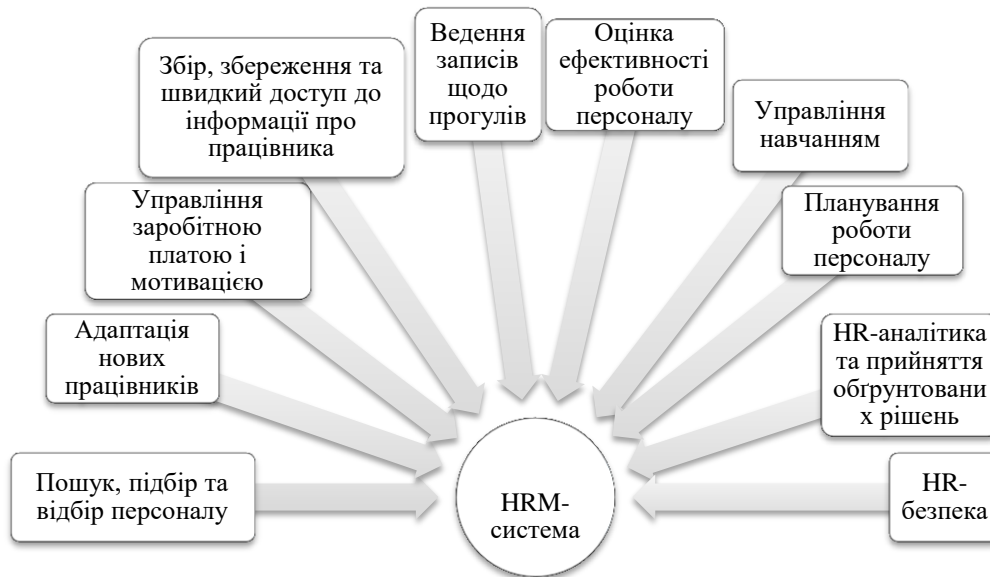 Пошук, підбір та
відбір персоналу
Адаптація
нових
працівників
Управління
заробітною
платою і
мотивацією
Збір, збереження та
швидкий доступ до
інформації про
працівника
Ведення
записів
щодо
прогулів
Оцінка
ефективності
роботи
персоналу
Управління
навчанням
Планування
роботи
персоналу
HR-аналітика
та прийняття
обґрунтовани
х рішень
HR-
безпека
HRM-
система